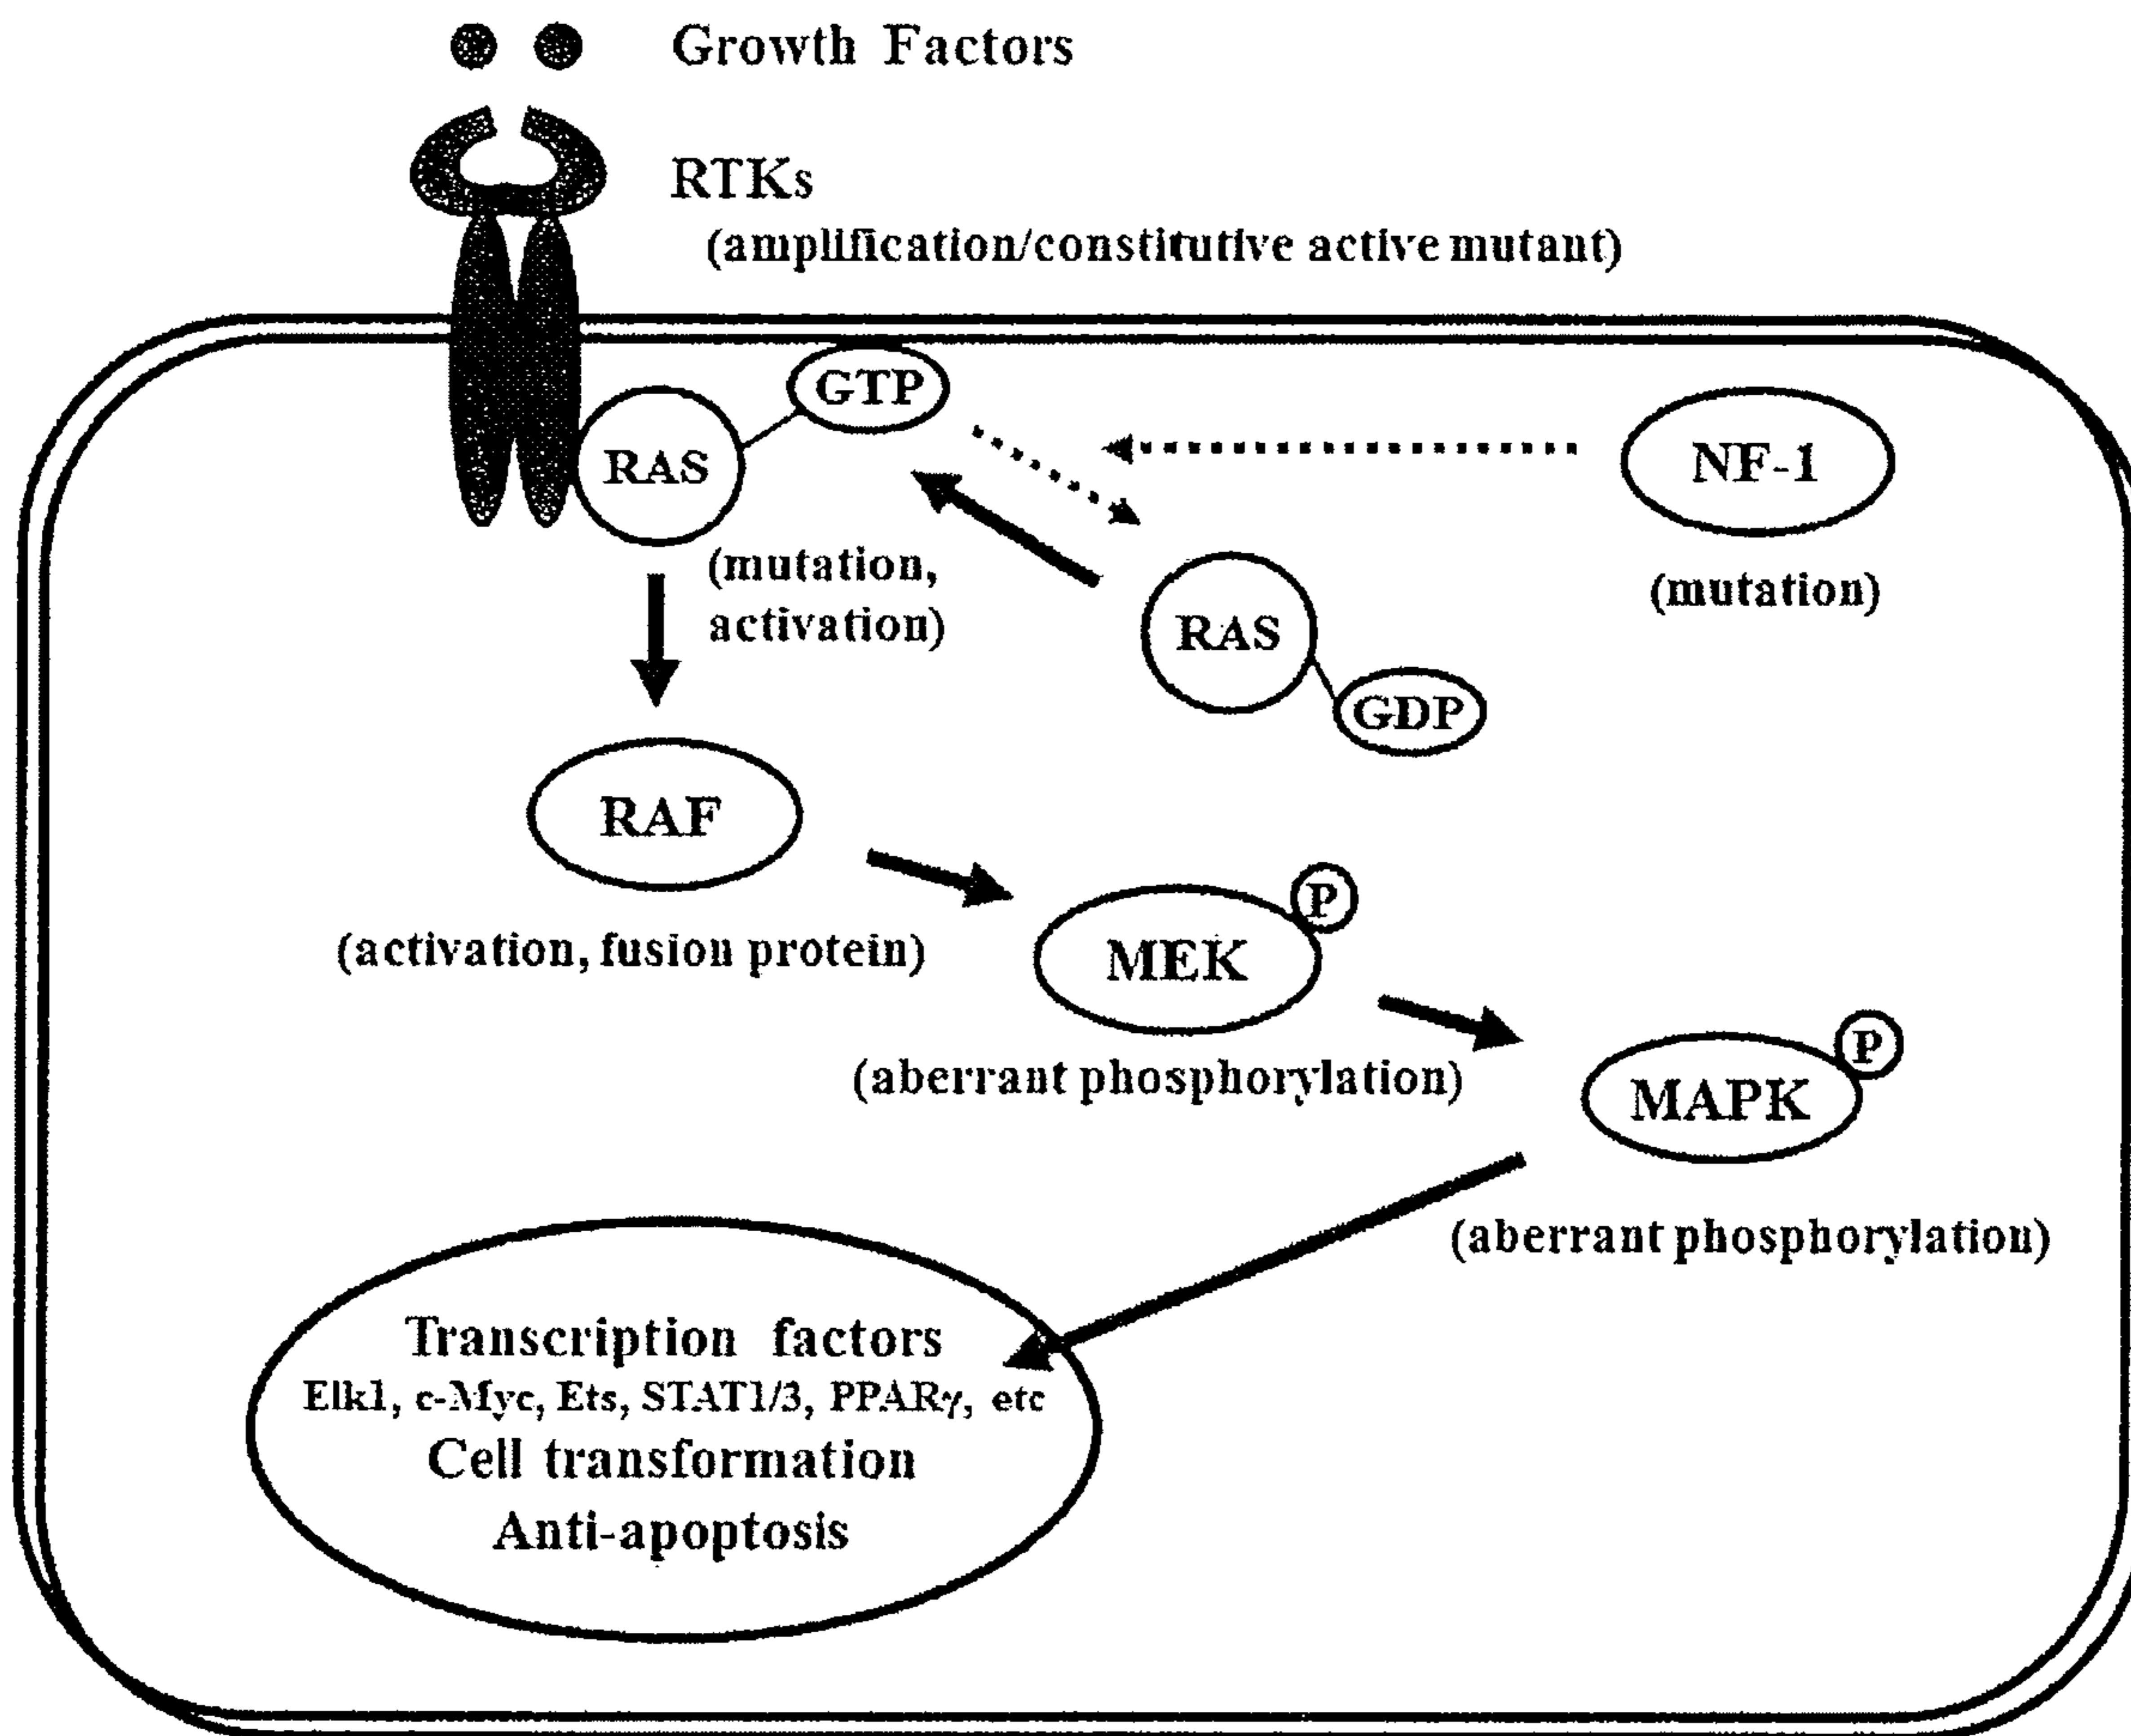 Growth Factors
RTKs
(amplification/constitutive active mutant)
GTP
RAS
NF-1
(mutation,
activation)
(mutation)
RAS
GDP
RAF
(activation, fusion protein)
P
MEK
(aberrant phosphorylation)
P
MAPK
(aberrant phosphorylation)
Transcription factors
Elk1, c-Myc, Ets, STAT1/3, PPARγ, etc
Cell transformation
Anti-apoptosis